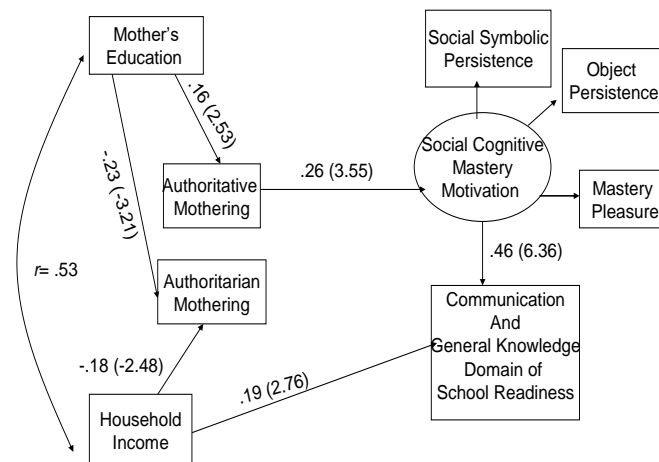 Mother's
Education
Social Symbolic
Persistence
Object
Persistence
.16 (2.53)
-.23 (-3.21)
Social Cognitive
Mastery
Motivation
Authoritative
Mothering
.26 (3.55)
Mastery
Pleasure
.46 (6.36)
r= .53
Authoritarian
Mothering
Communication
And
General Knowledge
Domain of
School Readiness
-.18 (-2.48)
.19 (2.76)
Household
Income